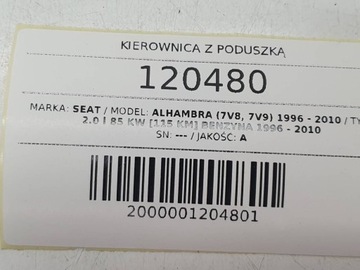 KIEROWNICA Z PODUSZKĄ
120480
MARKA: SEAT / MODEL: ALHAMBRA (7V8, 7V9) 1996 - 2010 / TY
2.0 I 85 KW [115 KM] BENZYNA 1996 - 2010
SN: --- / JAKOŚĆ: A
2000001204801